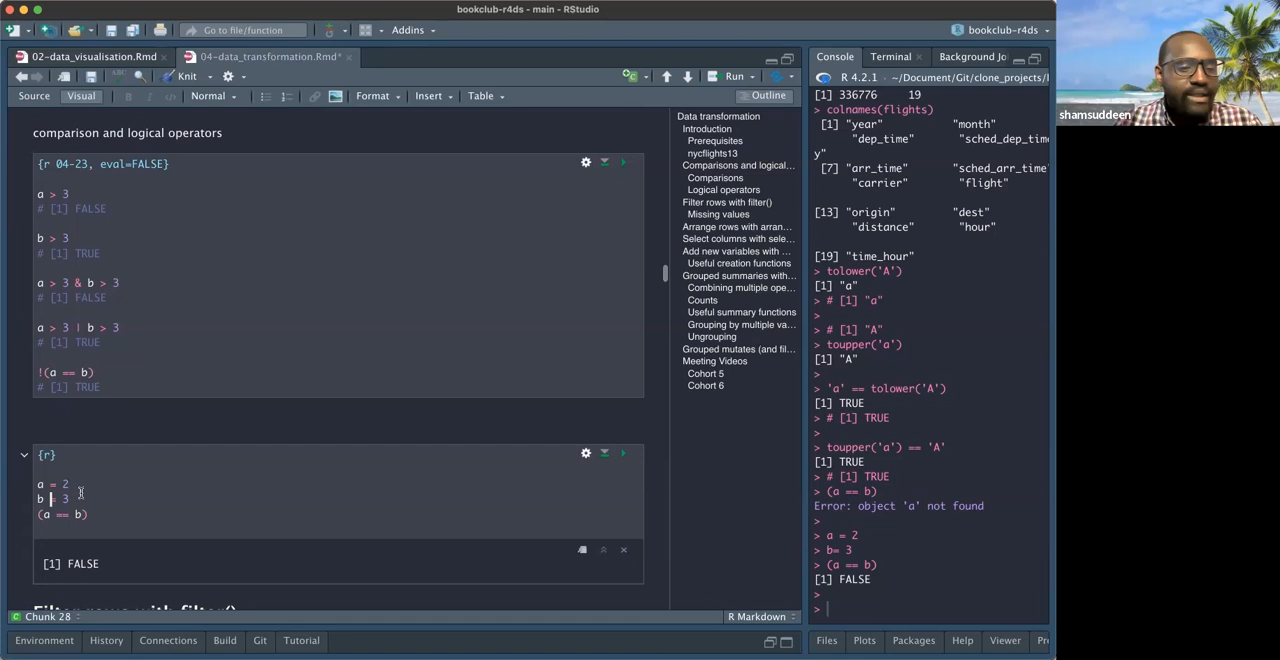 bookclub-r4ds - main - RStudio
Go to file/function
Addins
bookclub-r4ds
02-data_visualisation.Rmd
04-data_transformation.Rmd*
Knit
Run
Source
Visual
Normal
Format
Insert
Table
Outline
comparison and logical operators
{r 04-23, eval=FALSE}
a > 3
# [1] FALSE
b > 3
# [1] TRUE
a > 3 & b > 3
# [1] FALSE
a > 3 | b > 3
# [1] TRUE
!(a == b)
# [1] TRUE
{r}
a = 2
b = 3
(a == b)
[1] FALSE
Filter rows with filter()
Chunk 28
R Markdown
Data transformation
Introduction
Prerequisites
nycflights13
Comparisons and logical...
Comparisons
Logical operators
Filter rows with filter()
Missing values
Arrange rows with arran...
Select columns with sele...
Add new variables with ...
Useful creation functions
Grouped summaries with...
Combining multiple ope...
Counts
Useful summary functions
Grouping by multiple va...
Ungrouping
Grouped mutates (and fil...
Meeting Videos
Cohort 5
Cohort 6
Console
Terminal
Background Jo
R 4.2.1 · ~/Document/Git/clone_projects/
[1] 336776 19
> colnames(flights)
[1] "year" "month"
"dep_time" "sched_dep_tim
y"
[7] "arr_time" "sched_arr_time"
"carrier" "flight"
[13] "origin" "dest"
"distance" "hour"
[19] "time_hour"
> tolower('A')
[1] "a"
> # [1] "a"
>
> # [1] "A"
> toupper('a')
[1] "A"
>
> 'a' == tolower('A')
[1] TRUE
> # [1] TRUE
>
> toupper('a') == 'A'
[1] TRUE
> # [1] TRUE
> (a == b)
Error: object 'a' not found
>
> a = 2
> b= 3
> (a == b)
[1] FALSE
>
>
Environment
History
Connections
Build
Git
Tutorial
Files
Plots
Packages
Help
Viewer
Pr
shamsuddeen